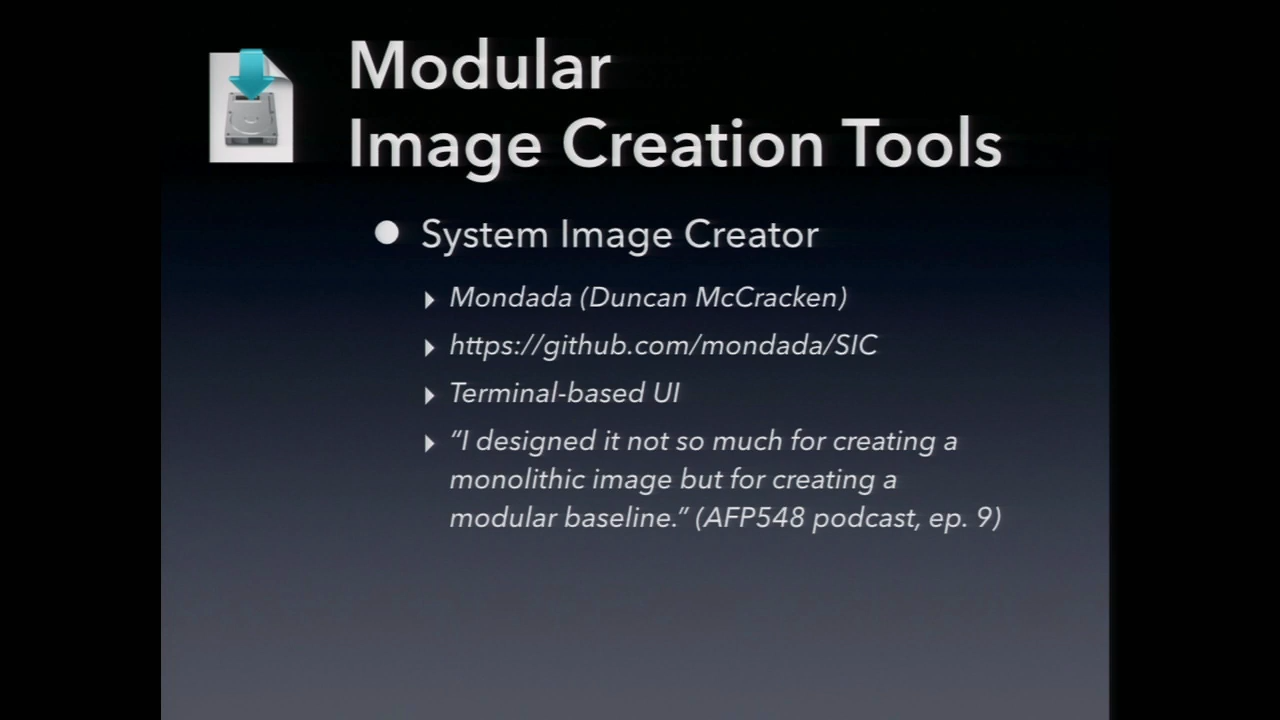 Modular
Image Creation Tools
System Image Creator
Mondada (Duncan McCracken)
https://github.com/mondada/SIC
Terminal-based UI
“I designed it not so much for creating a
monolithic image but for creating a
modular baseline.” (AFP548 podcast, ep. 9)